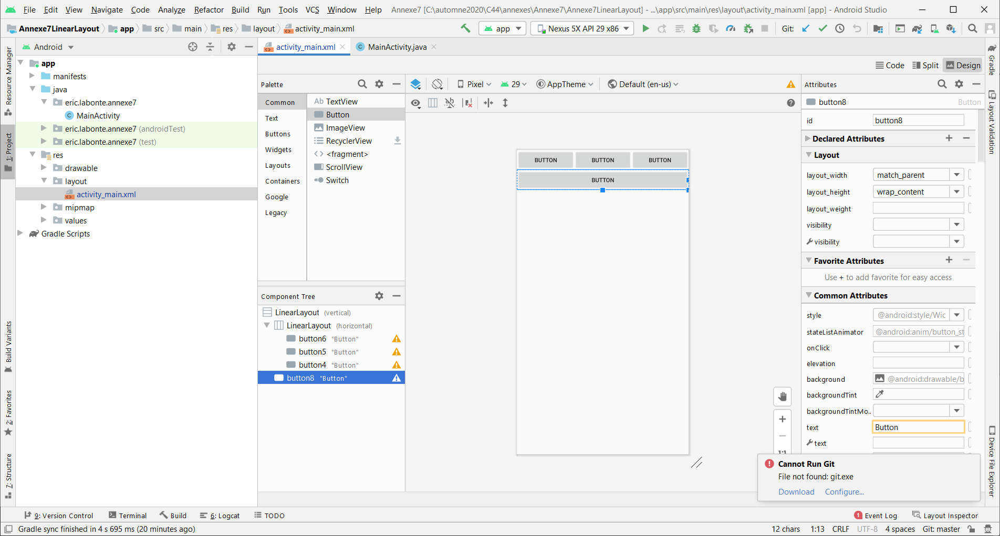 File Edit View Navigate Code Analyze Refactor Build Run Tools VCS Window Help Annexe7 [C:\automne2020\C44\annexes\Annexe7\Annexe7LinearLayout] - ...\app\src\main\res\layout\activity_main.xml [app] - Android Studio
Annexe7LinearLayout app src main res layout activity_main.xml app Nexus 5X API 29 x86 Git:
Android
activity_main.xml MainActivity.java
Code Split Design
Resource Manager
1: Project
Build Variants
2: Favorites
7: Structure
app
manifests
java
eric.labonte.annexe7
MainActivity
eric.labonte.annexe7 (androidTest)
eric.labonte.annexe7 (test)
res
drawable
layout
activity_main.xml
mipmap
values
Gradle Scripts
Palette
Common
Text
Buttons
Widgets
Layouts
Containers
Google
Legacy
Ab TextView
Button
ImageView
RecyclerView
<fragment>
ScrollView
Switch
Component Tree
LinearLayout (vertical)
LinearLayout (horizontal)
button6 "Button"
button5 "Button"
button4 "Button"
button8 "Button"
Pixel 29 AppTheme Default (en-us)
BUTTON BUTTON BUTTON
BUTTON
1:1
Attributes
button8 Button
id button8
Declared Attributes
Layout
layout_width match_parent
layout_height wrap_content
layout_weight
visibility
visibility
Favorite Attributes
Use + to add favorite for easy access
Common Attributes
style @android:style/Wic
stateListAnimator @android:anim/button_st
onClick
elevation
background @android:drawable/b
backgroundTint
backgroundTintMo..
text Button
text
Cannot Run Git
File not found: git.exe
Download Configure...
Gradle
Layout Validation
Device File Explorer
9: Version Control Terminal Build 6: Logcat TODO 1 Event Log Layout Inspector
Gradle sync finished in 4 s 695 ms (20 minutes ago) 12 chars 1:13 CRLF UTF-8 4 spaces Git: master